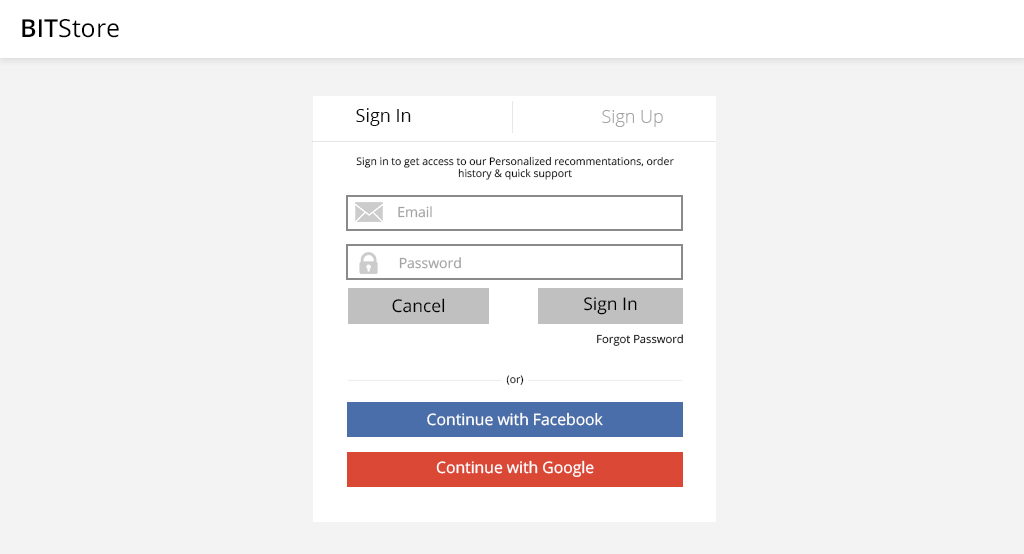 BITStore
Sign In
Sign Up
Sign in to get access to our Personalized recommentations, order
history & quick support
Email
Password
Cancel
Sign In
Forgot Password
(or)
Continue with Facebook
Continue with Google